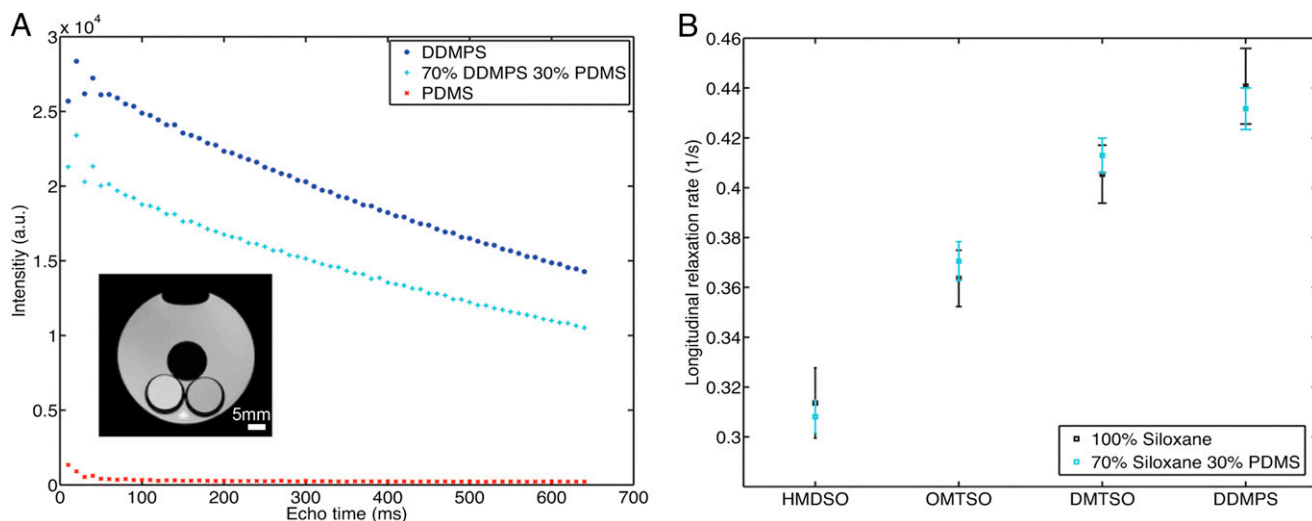 A
x 10⁴
3
2.5
2
1.5
1
0.5
0
Intensitiy (a.u.)
DDMPS
70% DDMPS 30% PDMS
PDMS
5mm
0 100 200 300 400 500 600 700
Echo time (ms)
B
0.46
0.44
0.42
0.4
0.38
0.36
0.34
0.32
0.3
Longitudinal relaxation rate (1/s)
100% Siloxane
70% Siloxane 30% PDMS
HMDSO OMTSO DMTSO DDMPS